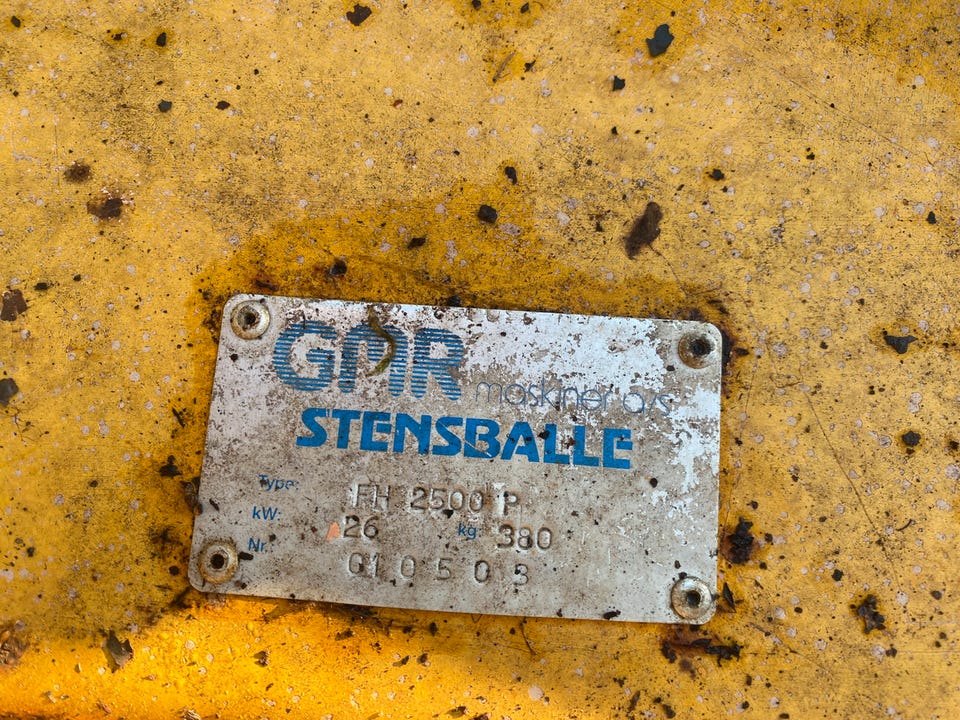 GMR maskiner a/s
STENSBALLE
Type: FH 2500 P
kW: 26 kg: 380
Nr. 010503